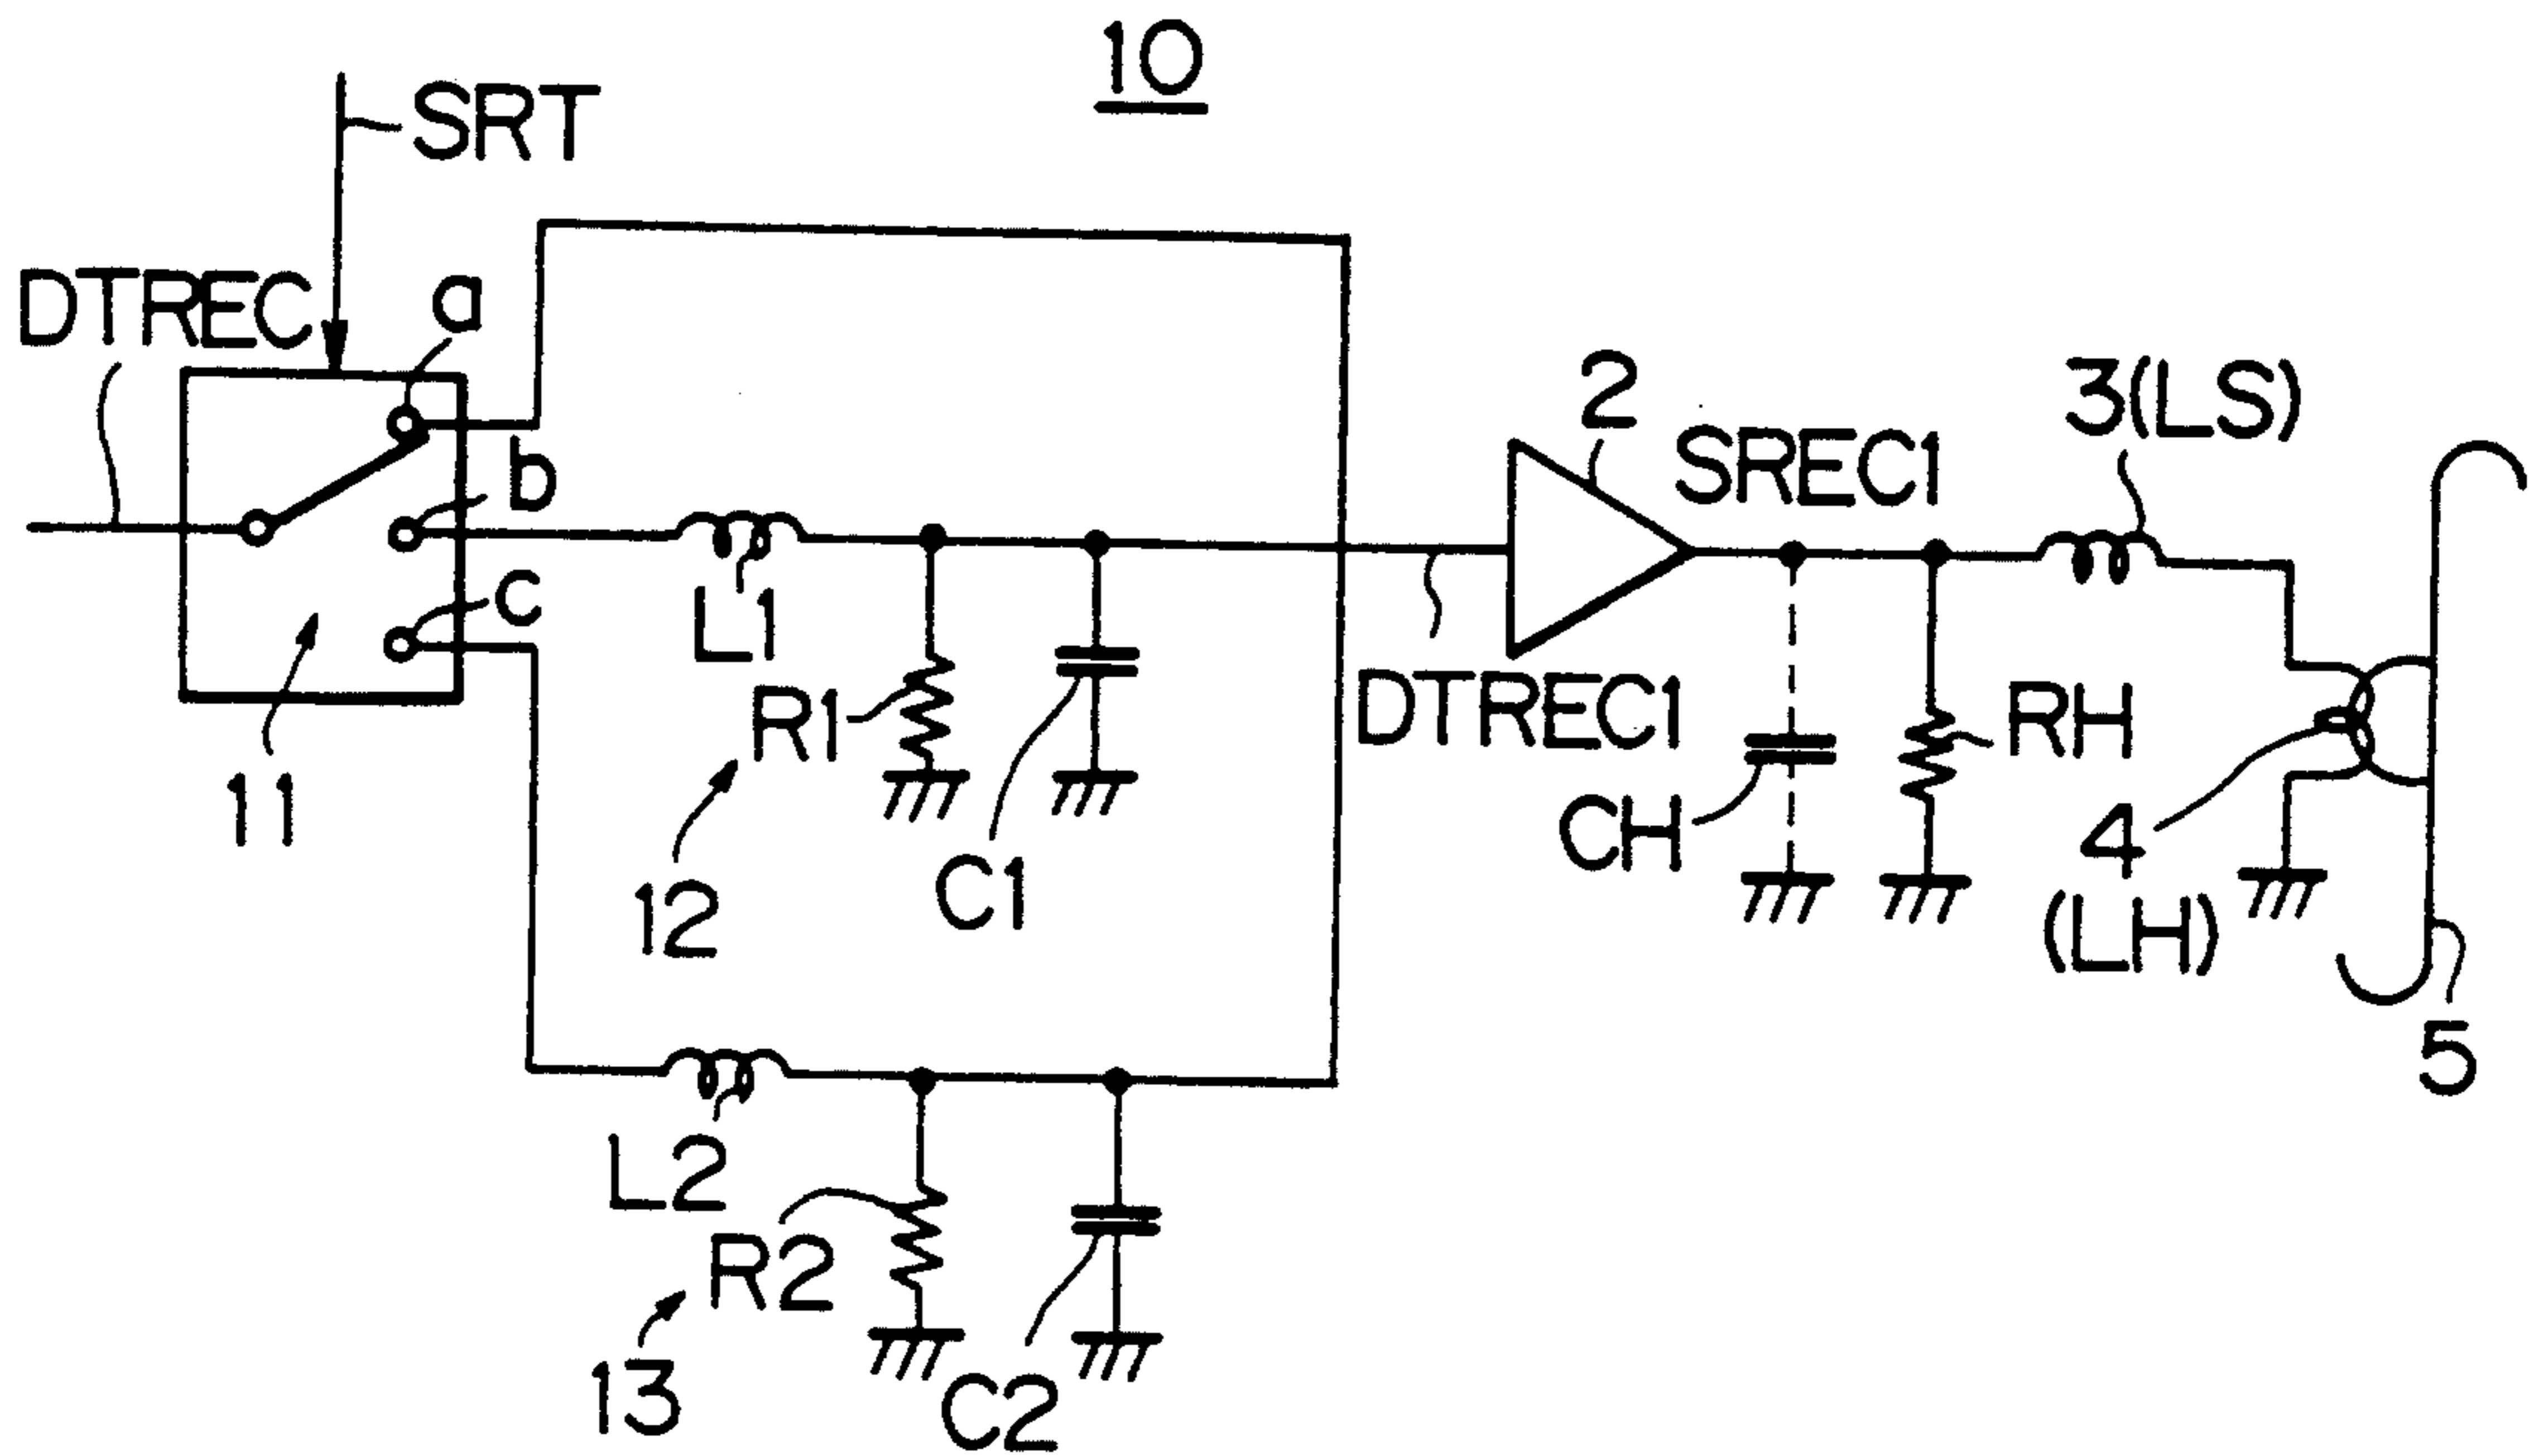 10
SRT
DTREC
a
b
c
11
L1
R1
C1
12
L2
R2
C2
13
2
SREC1
DTREC1
CH
RH
3(LS)
4
(LH)
5